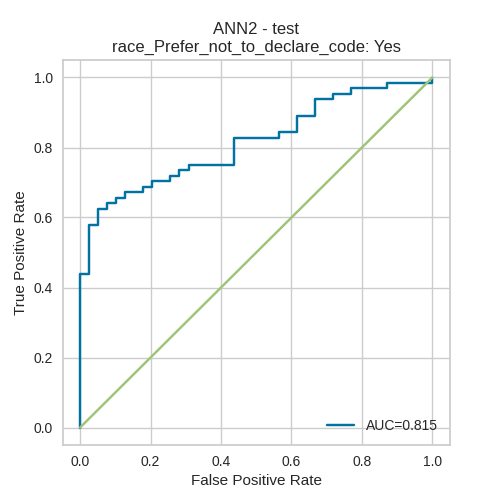 ANN2 - test
race_Prefer_not_to_declare_code: Yes
True Positive Rate
1.0
0.8
0.6
0.4
0.2
0.0
AUC=0.815
0.0 0.2 0.4 0.6 0.8 1.0
False Positive Rate